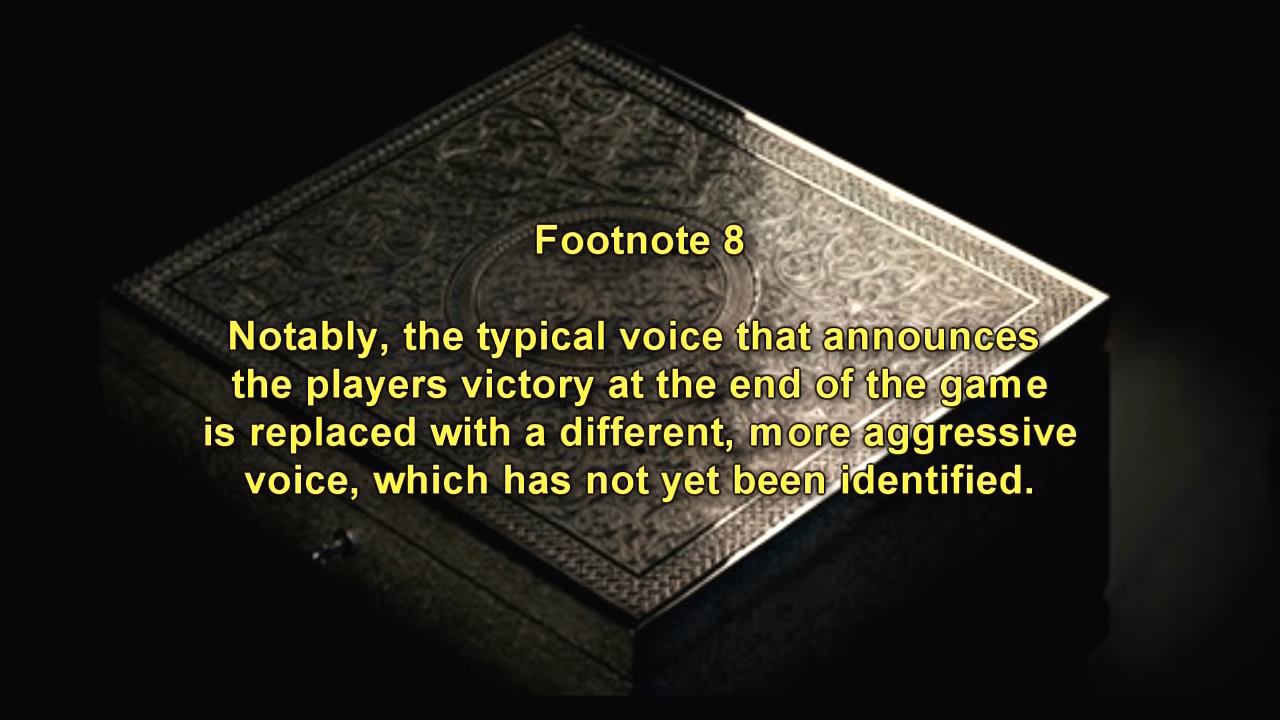 Footnote 8
Notably, the typical voice that announces
the players victory at the end of the game
is replaced with a different, more aggressive
voice, which has not yet been identified.